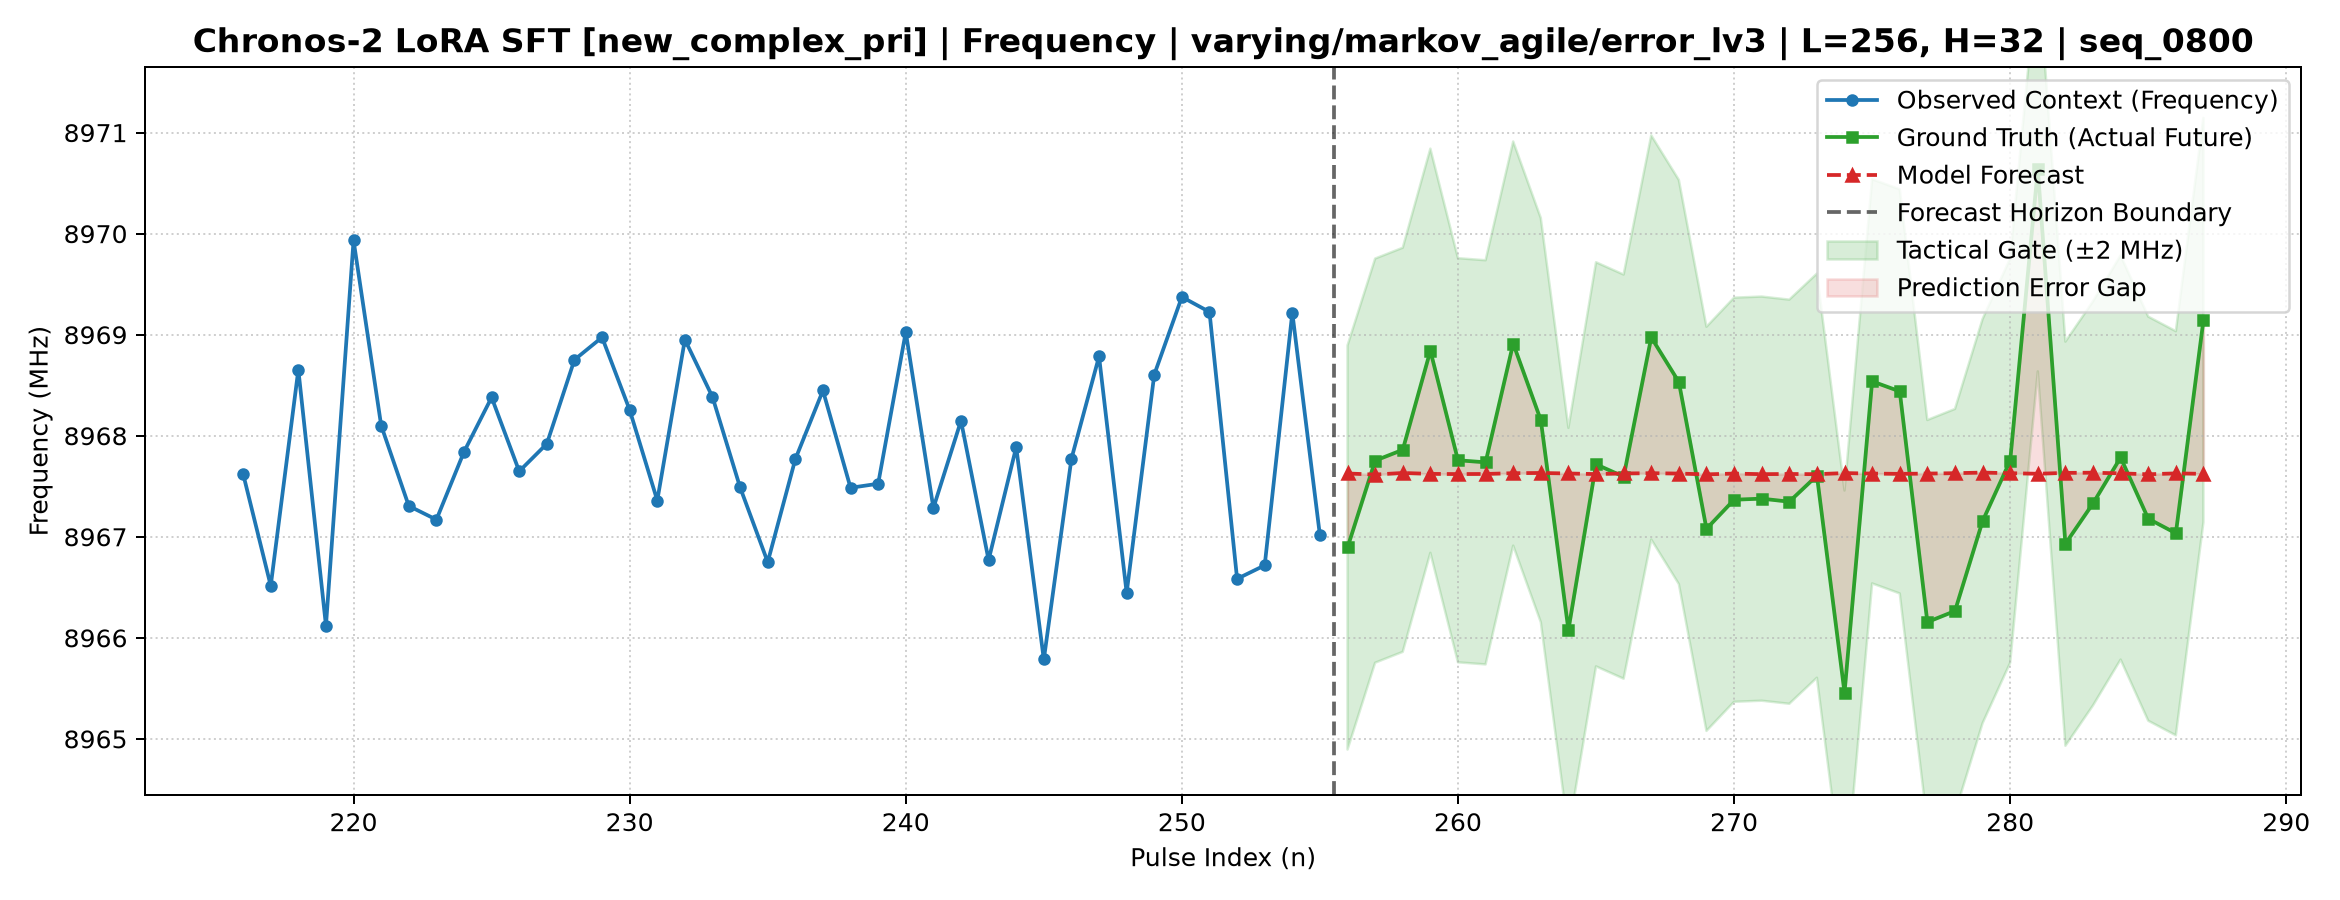 Chronos-2 LoRA SFT [new_complex_pri] | Frequency | varying/markov_agile/error_lv3 | L=256, H=32 | seq_0800
Observed Context (Frequency)
Ground Truth (Actual Future)
Model Forecast
Forecast Horizon Boundary
Tactical Gate (±2 MHz)
Prediction Error Gap
Frequency (MHz)
8971
8970
8969
8968
8967
8966
8965
220 230 240 250 260 270 280 290
Pulse Index (n)